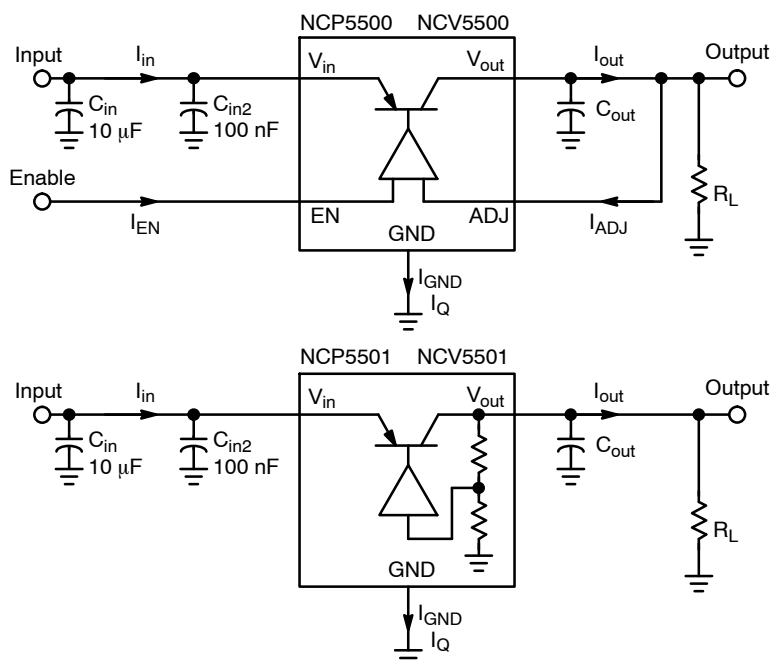 NCP5500 NCV5500
Input
I_in
V_in
V_out
I_out
Output
C_in
10 μF
C_in2
100 nF
C_out
R_L
Enable
I_EN
EN
ADJ
I_ADJ
GND
I_GND
I_Q
NCP5501 NCV5501
Input
I_in
V_in
V_out
I_out
Output
C_in
10 μF
C_in2
100 nF
C_out
R_L
GND
I_GND
I_Q